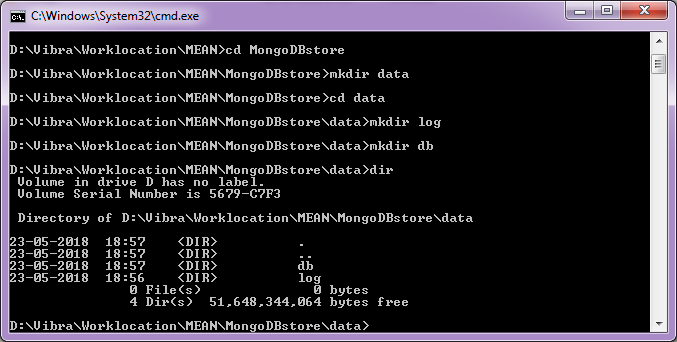 C:\Windows\System32\cmd.exe
D:\Vibra\Worklocation\MEAN>cd MongoDBstore
D:\Vibra\Worklocation\MEAN\MongoDBstore>mkdir data
D:\Vibra\Worklocation\MEAN\MongoDBstore>cd data
D:\Vibra\Worklocation\MEAN\MongoDBstore\data>mkdir log
D:\Vibra\Worklocation\MEAN\MongoDBstore\data>mkdir db
D:\Vibra\Worklocation\MEAN\MongoDBstore\data>dir
 Volume in drive D has no label.
 Volume Serial Number is 5679-C7F3
 Directory of D:\Vibra\Worklocation\MEAN\MongoDBstore\data
23-05-2018  18:57    <DIR>          .
23-05-2018  18:57    <DIR>          ..
23-05-2018  18:57    <DIR>          db
23-05-2018  18:56    <DIR>          log
               0 File(s)              0 bytes
               4 Dir(s)  51,648,344,064 bytes free
D:\Vibra\Worklocation\MEAN\MongoDBstore\data>